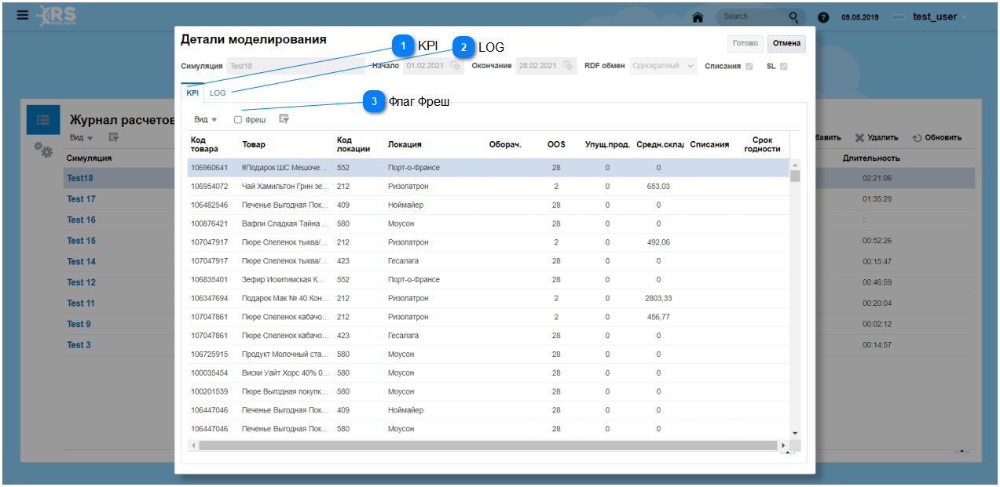 RS
RETAIL SUITE
Search
09.05.2019
test_user
Детали моделирования
1 KPI
2 LOG
Готово
Отмена
Симуляция Test18 Начало 01.02.2021 Окончание 28.02.2021 RDF обмен Однократный Списания SL
KPI LOG
3 Флаг Фреш
Вид Фреш
Код товара Товар Код локации Локация Оборач. OOS Упущ.прод. Средн.склад Списания Срок годности
106960641 !!Подарок ШС Мешоче... 552 Порт-о-Франсе 28 0 0
106954072 Чай Хамильтон Грин зе... 212 Ризопатрон 2 0 653,03
106482546 Печенье Выгодная Пок... 409 Ноймайер 28 0 0
100876421 Вафли Сладкая Тайна ... 580 Моусон 28 0 0
107047917 Пюре Спеленок тыква/... 212 Ризопатрон 2 0 492,06
107047917 Пюре Спеленок тыква/... 423 Гесалага 28 0 0
106835401 Зефир Искитимская К... 552 Порт-о-Франсе 28 0 0
106347694 Подарок Мак № 40 Кон... 212 Ризопатрон 2 0 2803,33
107047861 Пюре Спеленок кабачо... 212 Ризопатрон 2 0 456,77
107047861 Пюре Спеленок кабачо... 423 Гесалага 28 0 0
106725915 Продукт Молочный ста... 580 Моусон 28 0 0
100035454 Виски Уайт Хорс 40% 0... 580 Моусон 28 0 0
100201539 Пюре Выгодная покупк... 580 Моусон 28 0 0
106447046 Печенье Выгодная Пок... 409 Ноймайер 28 0 0
106447046 Печенье Выгодная Пок... 580 Моусон 28 0 0
Журнал расчетов
Вид
бавить Удалить Обновить
Симуляция Длительность
Test18 02:21:06
Test 17 01:35:29
Test 16 ::
Test 15 00:52:26
Test 14 00:15:47
Test 12 00:46:59
Test 11 00:20:04
Test 9 00:02:12
Test 3 00:14:57